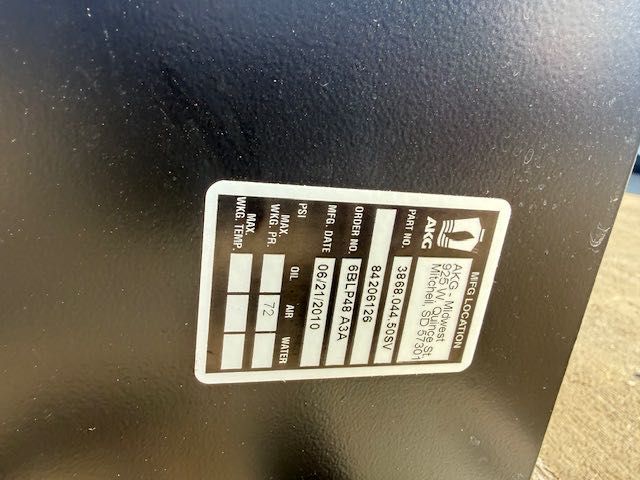 MFG LOCATION
AKG - Midwest
925 W. Quince St.
Mitchell, SD 57301
AKG
PART NO. 3868.044.50SV
84206126
ORDER NO. 6BLP48 A3A
MFG. DATE 06/21/2010
PSI OIL AIR WATER
MAX. WKG. PR. 72
MAX. WKG. TEMP.